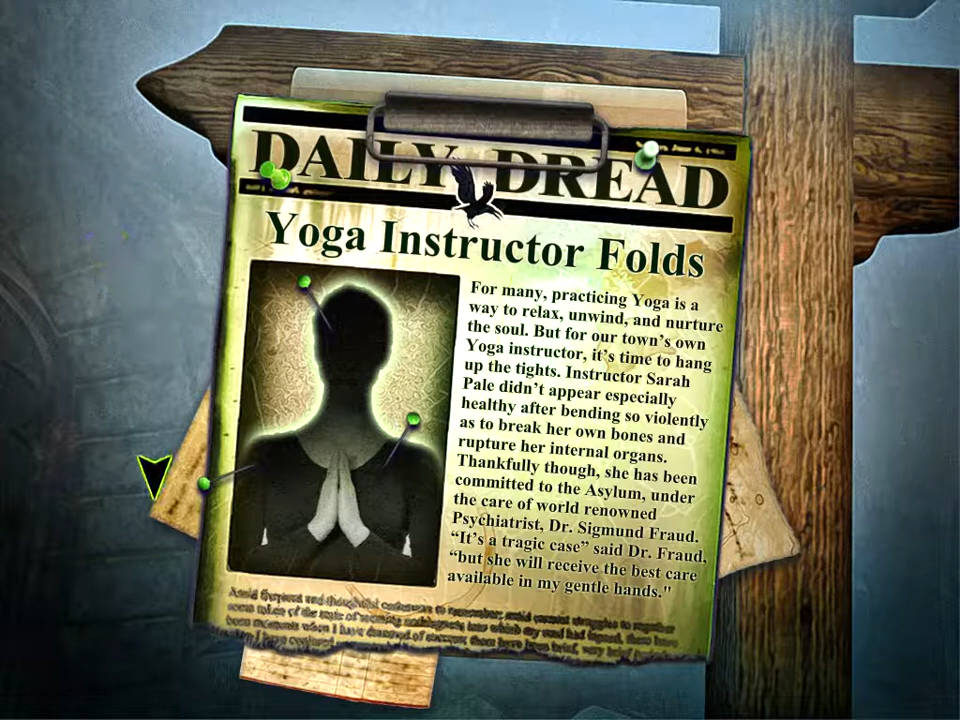 DAILY DREAD
Yoga Instructor Folds
For many, practicing Yoga is a
way to relax, unwind, and nurture
the soul. But for our town's own
Yoga instructor, it's time to hang
up the tights. Instructor Sarah
Pale didn't appear especially
healthy after bending so violently
as to break her own bones and
rupture her internal organs.
Thankfully though, she has been
committed to the Asylum, under
the care of world renowned
Psychiatrist, Dr. Sigmund Fraud.
“It's a tragic case” said Dr. Fraud,
“but she will receive the best care
available in my gentle hands."